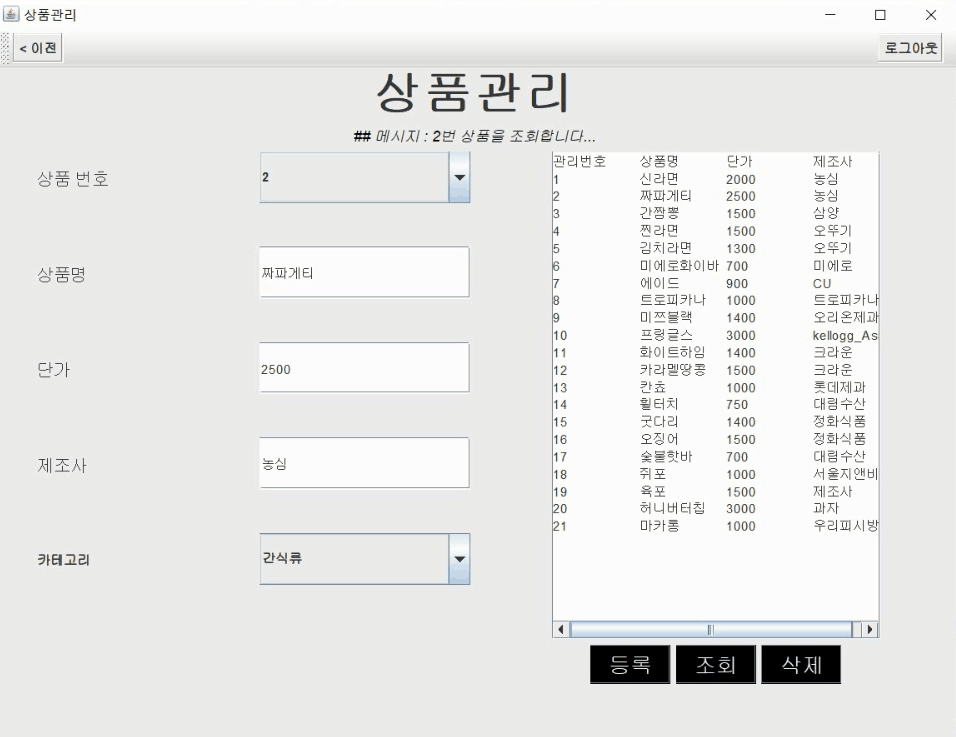 상품관리
< 이전
로그아웃
상품관리
## 메시지 : 2번 상품을 조회합니다...
상품 번호 2
상품명 짜파게티
단가 2500
제조사 농심
카테고리 간식류
관리번호 상품명 단가 제조사
1 신라면 2000 농심
2 짜파게티 2500 농심
3 간짬뽕 1500 삼양
4 찐라면 1500 오뚜기
5 김치라면 1300 오뚜기
6 미에로화이바 700 미에로
7 에이드 900 CU
8 트로피카나 1000 트로피카나
9 미쯔블랙 1400 오리온제과
10 프링글스 3000 kellogg_As
11 화이트하임 1400 크라운
12 카라멜땅콩 1500 크라운
13 칸쵸 1000 롯데제과
14 휠터치 750 대림수산
15 굿다리 1400 정화식품
16 오징어 1500 정화식품
17 숯불핫바 700 대림수산
18 쥐포 1000 서울지앤비
19 육포 1500 제조사
20 허니버터칩 3000 과자
21 마카롱 1000 우리피시방
등록 조회 삭제